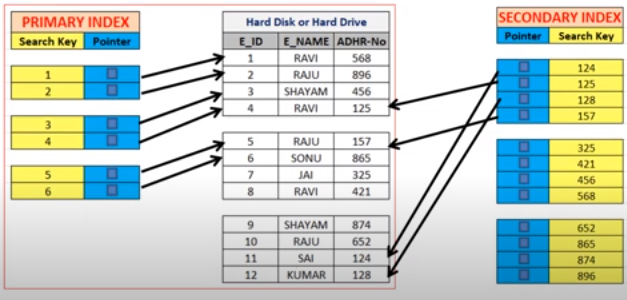 PRIMARY INDEX
Search Key Pointer
1
2
3
4
5
6
Hard Disk or Hard Drive
E_ID E_NAME ADHR-No
1 RAVI 568
2 RAJU 896
3 SHAYAM 456
4 RAVI 125
5 RAJU 157
6 SONU 865
7 JAI 325
8 RAVI 421
9 SHAYAM 874
10 RAJU 652
11 SAI 124
12 KUMAR 128
SECONDARY INDEX
Pointer Search Key
124
125
128
157
325
421
456
568
652
865
874
896